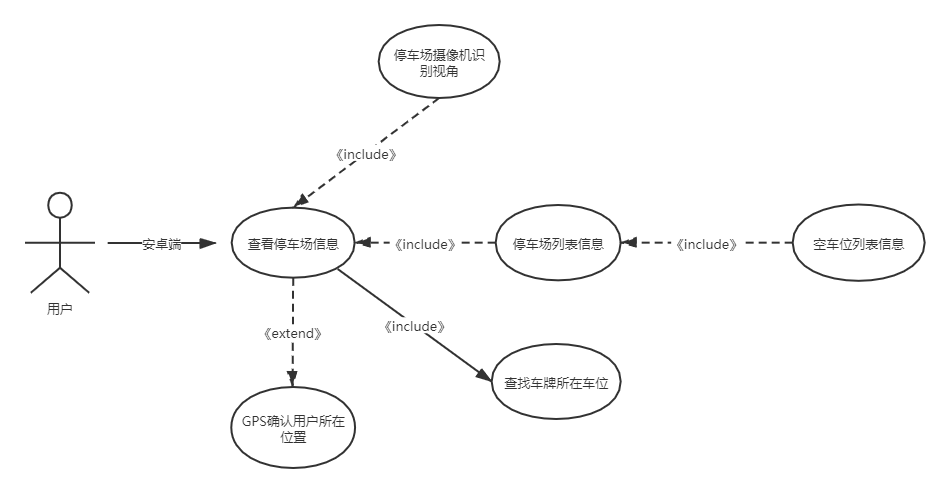 停车场摄像机识
别视角
《include》
安卓端
查看停车场信息
《include》
停车场列表信息
《include》
空车位列表信息
用户
《extend》
《include》
查找车牌所在车位
GPS确认用户所在
位置